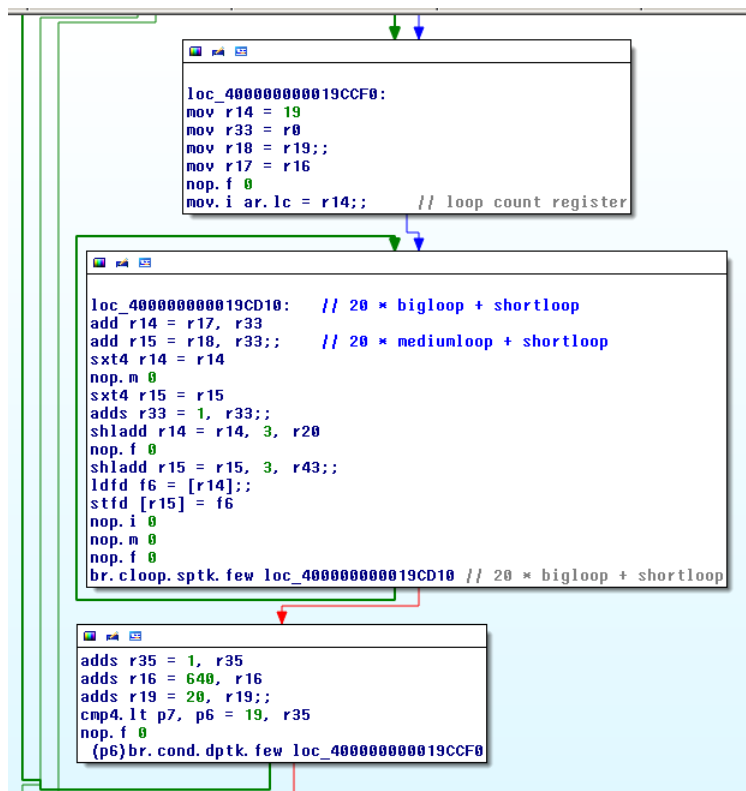 loc_400000000019CCF0:
mov r14 = 19
mov r33 = r0
mov r18 = r19;;
mov r17 = r16
nop.f 0
mov.i ar.lc = r14;; // loop count register
loc_400000000019CD10: // 20 * bigloop + shortloop
add r14 = r17, r33
add r15 = r18, r33;; // 20 * mediumloop + shortloop
sxt4 r14 = r14
nop.m 0
sxt4 r15 = r15
adds r33 = 1, r33;;
shladd r14 = r14, 3, r20
nop.f 0
shladd r15 = r15, 3, r43;;
ldfd f6 = [r14];;
stfd [r15] = f6
nop.i 0
nop.m 0
nop.f 0
br.cloop.sptk.few loc_400000000019CD10 // 20 * bigloop + shortloop
adds r35 = 1, r35
adds r16 = 640, r16
adds r19 = 20, r19;;
cmp4.lt p7, p6 = 19, r35
nop.f 0
(p6)br.cond.dptk.few loc_400000000019CCF0